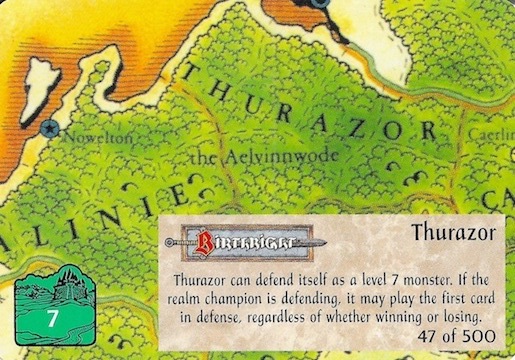 THURAZOR
Nowelton
the Aelvinnwode
Caerlin
ALINIE
CA
BIRTHRIGHT
Thurazor
Thurazor can defend itself as a level 7 monster. If the
realm champion is defending, it may play the first card
in defense, regardless of whether winning or losing.
7
47 of 500